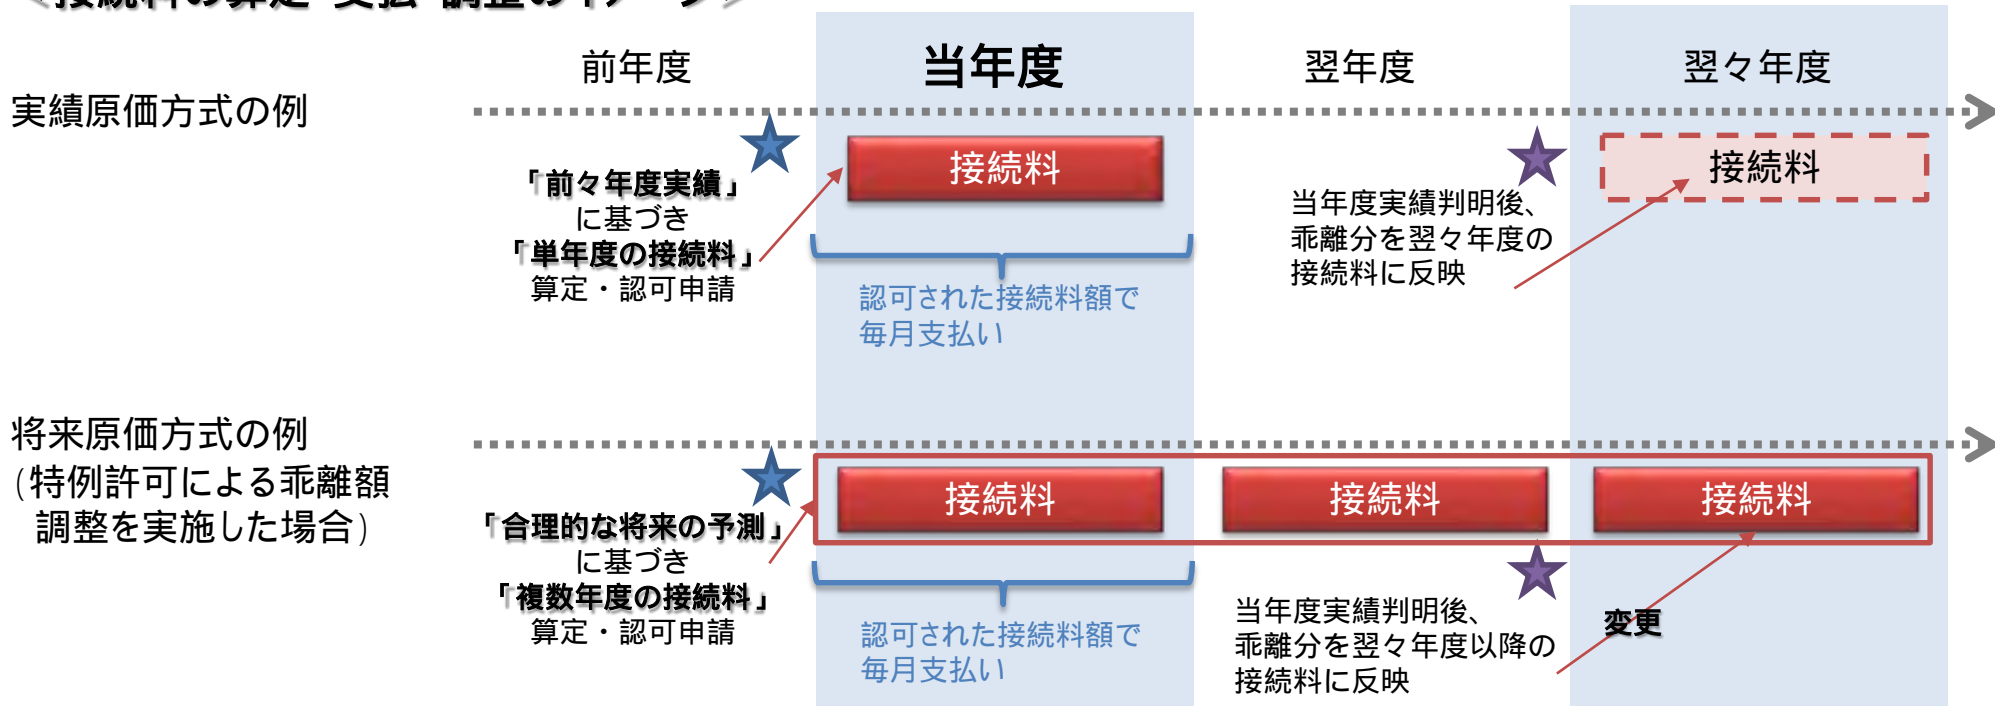 前年度
当年度
翌年度
翌々年度
実績原価方式の例
接続料
接続料
「前々年度実績」
に基づき
「単年度の接続料」
算定・認可申請
当年度実績判明後、
乖離分を翌々年度の
接続料に反映
認可された接続料額で
毎月支払い
将来原価方式の例
(特例許可による乖離額
調整を実施した場合)
接続料
接続料
接続料
「合理的な将来の予測」
に基づき
「複数年度の接続料」
算定・認可申請
認可された接続料額で
毎月支払い
当年度実績判明後、
乖離分を翌々年度以降の
接続料に反映
変更